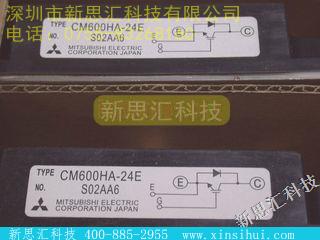 深圳市新思汇科技有限公司
TYPE CM600HA-24E
NO. S02AA6
MITSUBISHI ELECTRIC
CORPORATION JAPAN
C
E
E
G
新思汇科技
TYPE CM600HA-24E
NO. S02AA6
MITSUBISHI ELECTRIC
CORPORATION JAPAN
C
E
E
G
新思汇科技
新思汇科技 400-885-2955 www.xinsihui.com